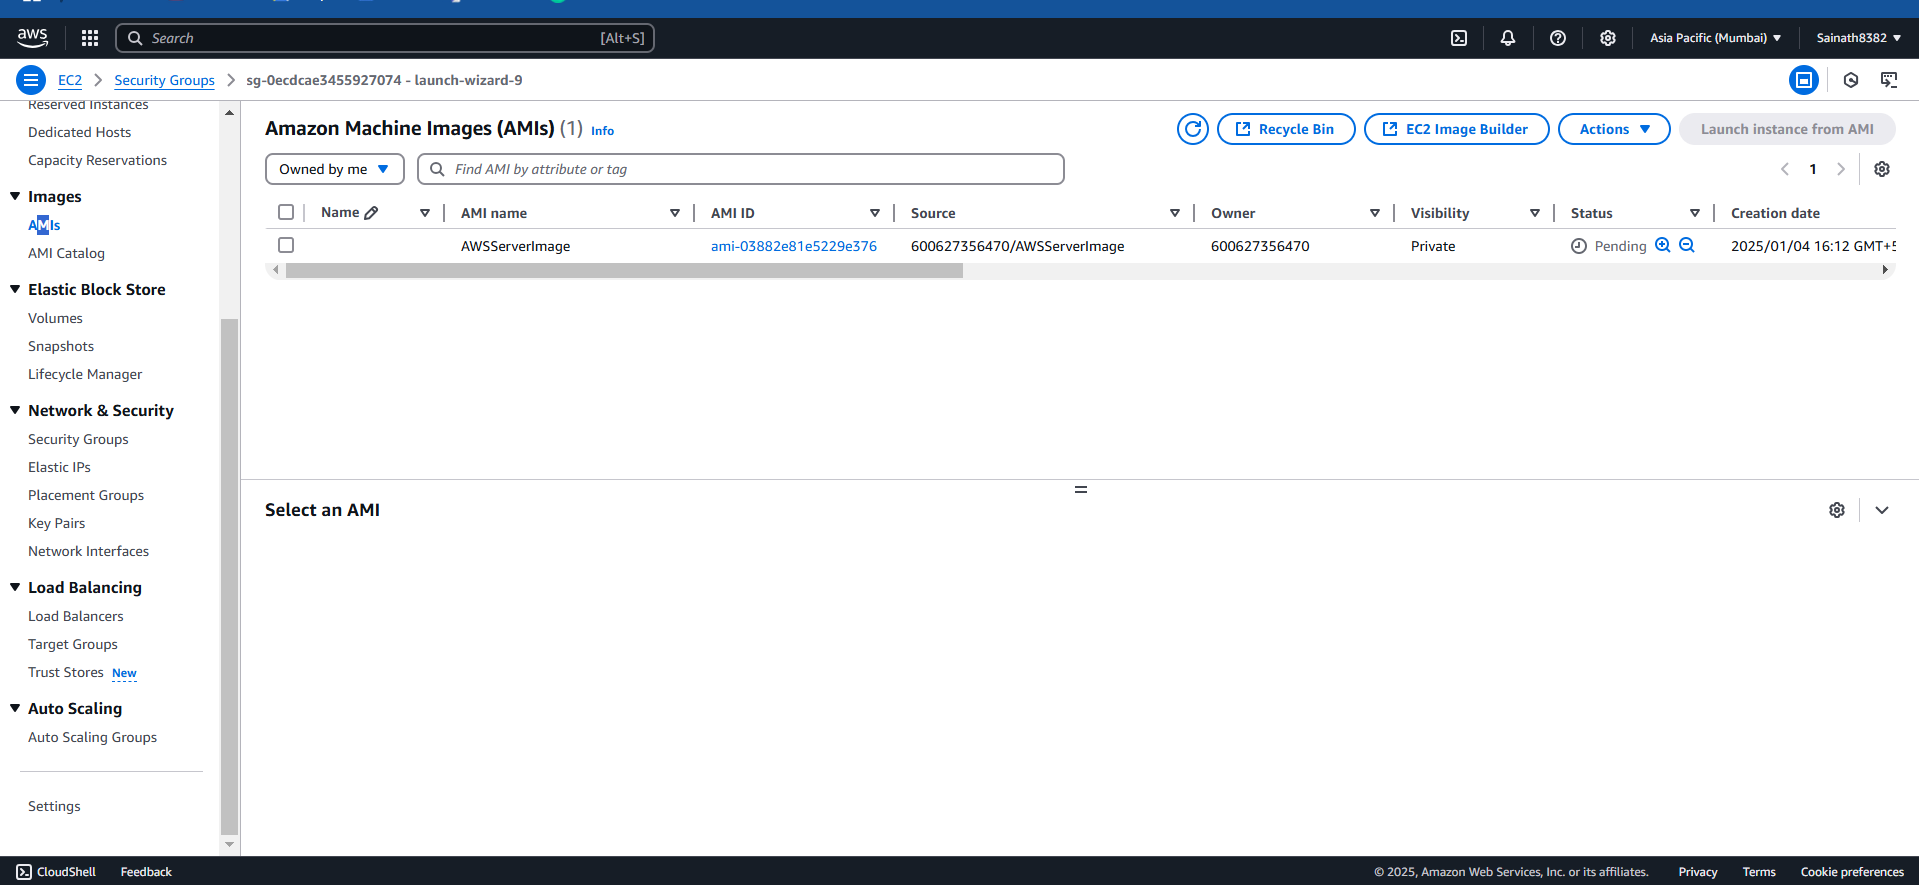 aws
Search [Alt+S]
Asia Pacific (Mumbai)
Sainath8382
EC2 Security Groups sg-0ecdcae3455927074 - launch-wizard-9
Reserved Instances
Dedicated Hosts
Capacity Reservations
Images
AMIs
AMI Catalog
Elastic Block Store
Volumes
Snapshots
Lifecycle Manager
Network & Security
Security Groups
Elastic IPs
Placement Groups
Key Pairs
Network Interfaces
Load Balancing
Load Balancers
Target Groups
Trust Stores New
Auto Scaling
Auto Scaling Groups
Settings
Amazon Machine Images (AMIs) (1) Info
Recycle Bin
EC2 Image Builder
Actions
Launch instance from AMI
Owned by me
Find AMI by attribute or tag
1
Name AMI name AMI ID Source Owner Visibility Status Creation date
AWSServerImage ami-03882e81e5229e376 600627356470/AWSServerImage 600627356470 Private Pending 2025/01/04 16:12 GMT+5
Select an AMI
CloudShell Feedback
© 2025, Amazon Web Services, Inc. or its affiliates. Privacy Terms Cookie preferences